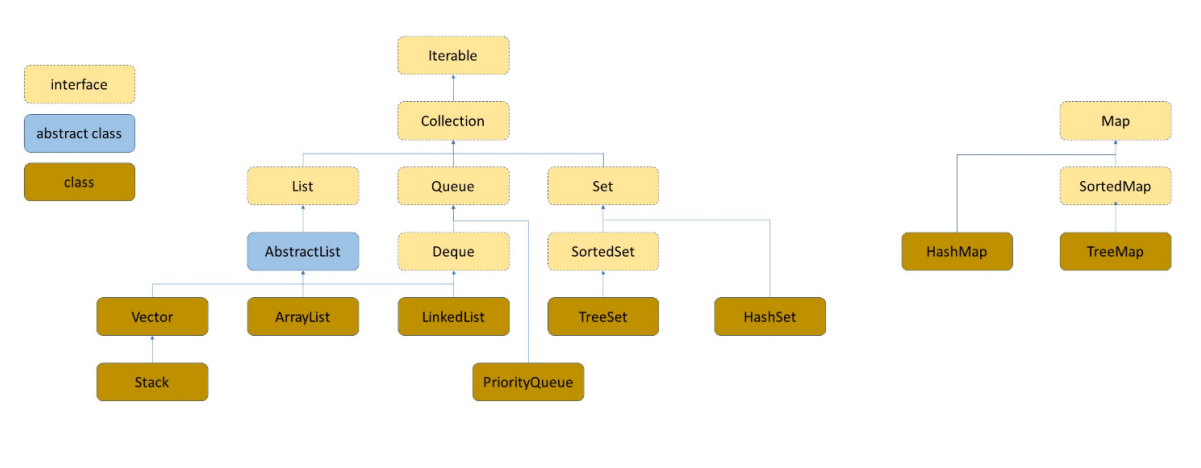 Iterable
interface
Collection
Map
abstract class
class
List
Queue
Set
SortedMap
AbstractList
Deque
SortedSet
HashMap
TreeMap
Vector
ArrayList
LinkedList
TreeSet
HashSet
Stack
PriorityQueue